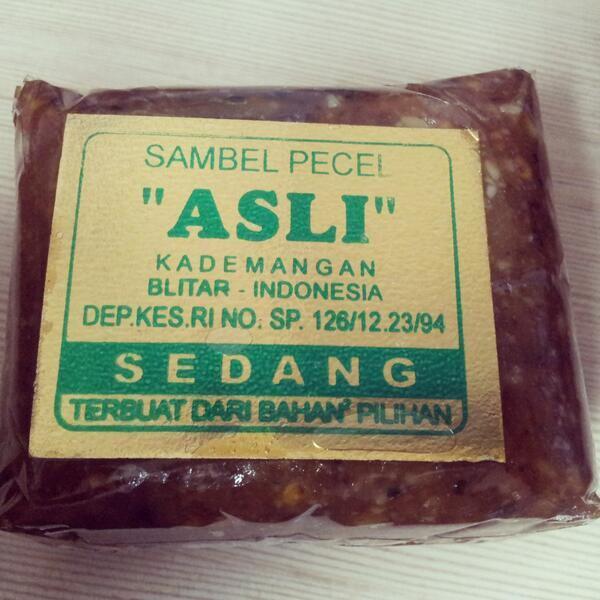 SAMBEL PECEL
"ASLI"
KADEMANGAN
BLITAR - INDONESIA
DEP.KES.RI NO. SP. 126/12.23/94
SEDANG
TERBUAT DARI BAHAN² PILIHAN